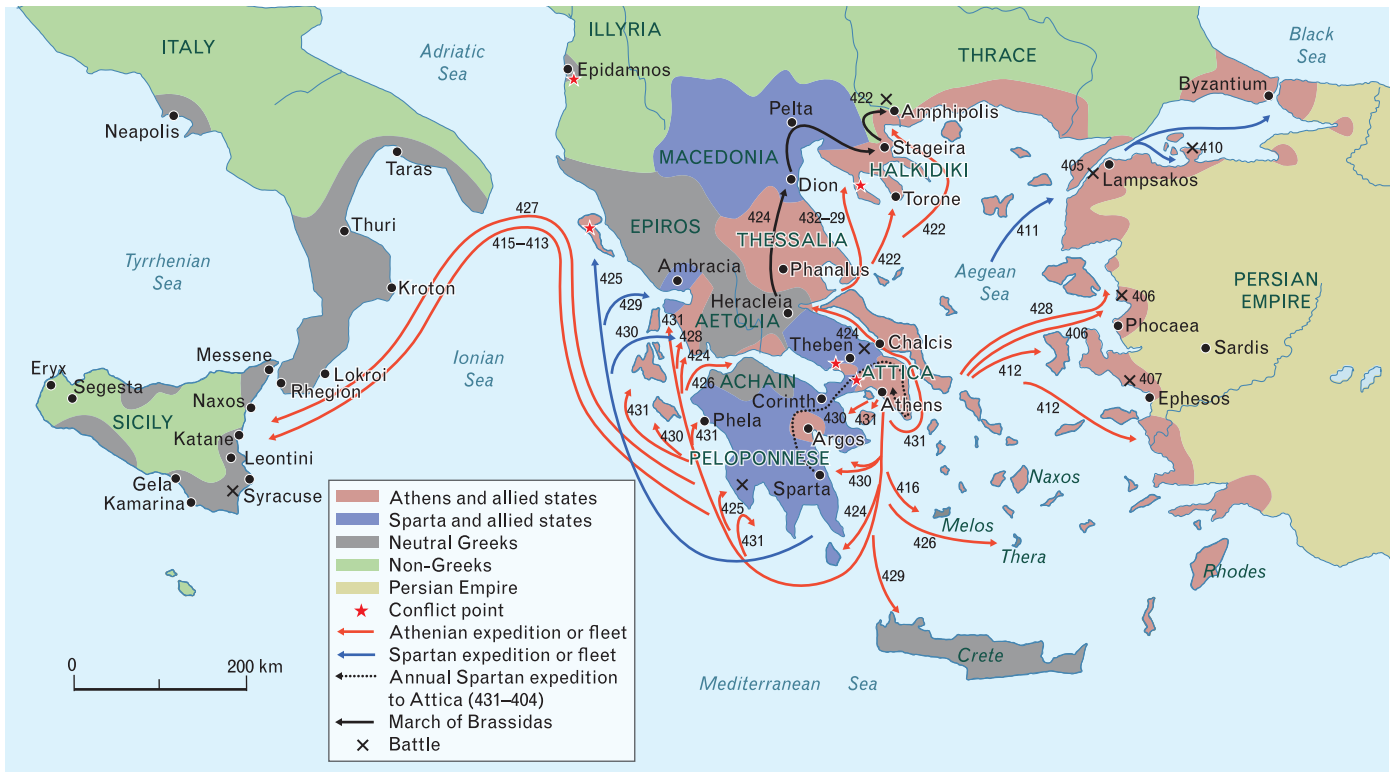 ILLYRIA
ITALY
Adriatic
Sea
THRACE
Black
Sea
Epidamnos
Byzantium
Neapolis
Taras
Pelta
422
Amphipolis
MACEDONIA
Stageira
HALKIDIKI
405
410
Lampsakos
Dion
Torone
427
415–413
Thuri
EPIROS
424
432–29
THESSALIA
422
422
411
Tyrrhenian
Sea
Ambracia
Phanalus
Aegean
Sea
PERSIAN
EMPIRE
Kroton
425
429
Heracleia
AETOLIA
431
428
430
424
428
406
406
Phocaea
Sardis
Messene
Ionian
Sea
Theben
424
Chalcis
ATTICA
412
407
Ephesos
Eryx
Segesta
Lokroi
Rhegion
Naxos
SICILY
426
ACHAIN
Corinth
Athens
430
431
431
412
Katane
431
430
431
Phela
Argos
PELOPONNESE
Leontini
Gela
Kamarina
Syracuse
Sparta
430
416
Naxos
425
431
424
426
Melos
Thera
429
Rhodes
Crete
Mediterranean Sea
Athens and allied states
Sparta and allied states
Neutral Greeks
Non-Greeks
Persian Empire
Conflict point
Athenian expedition or fleet
Spartan expedition or fleet
Annual Spartan expedition
to Attica (431–404)
March of Brassidas
Battle
0 200 km